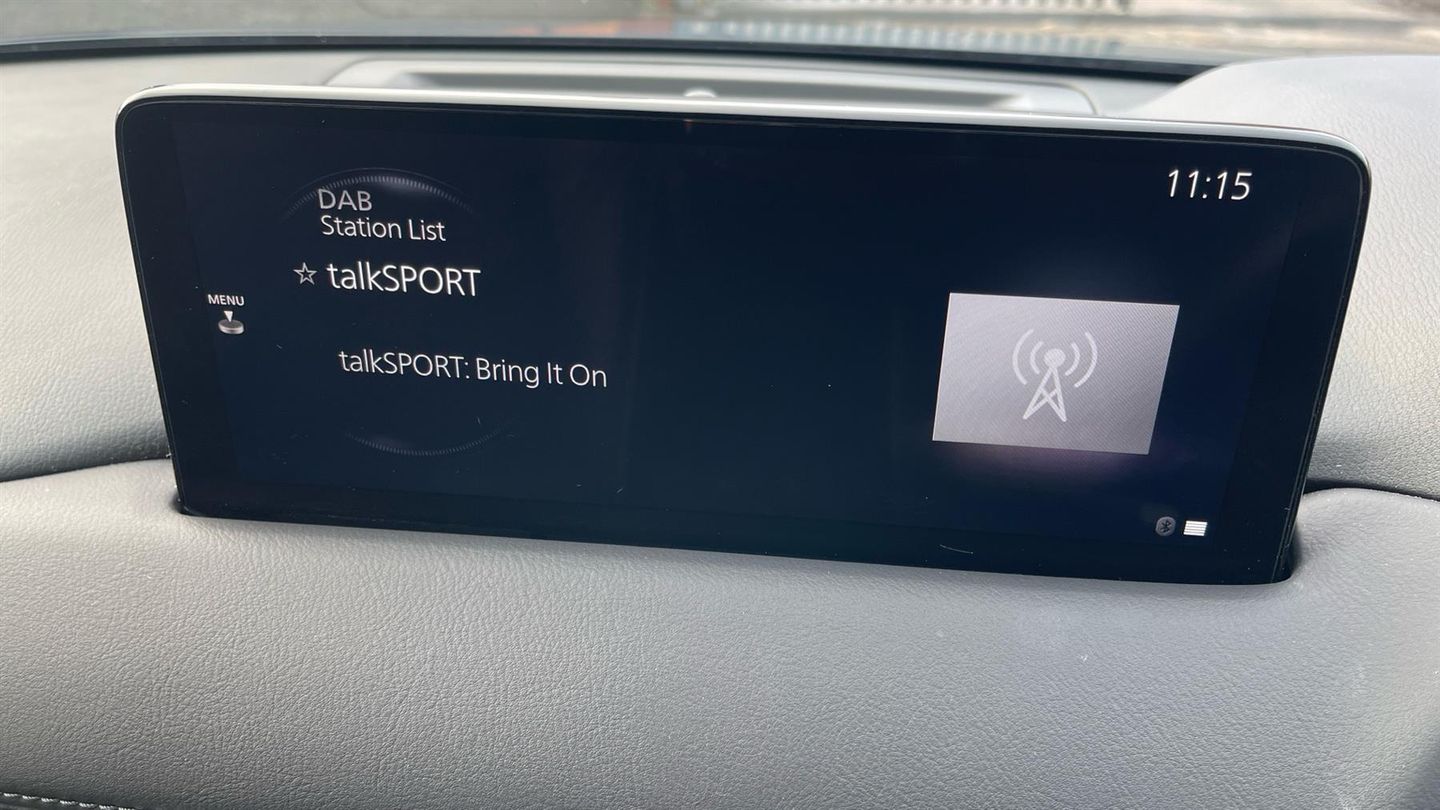 11:15
DAB
Station List
☆ talkSPORT
MENU
talkSPORT: Bring It On